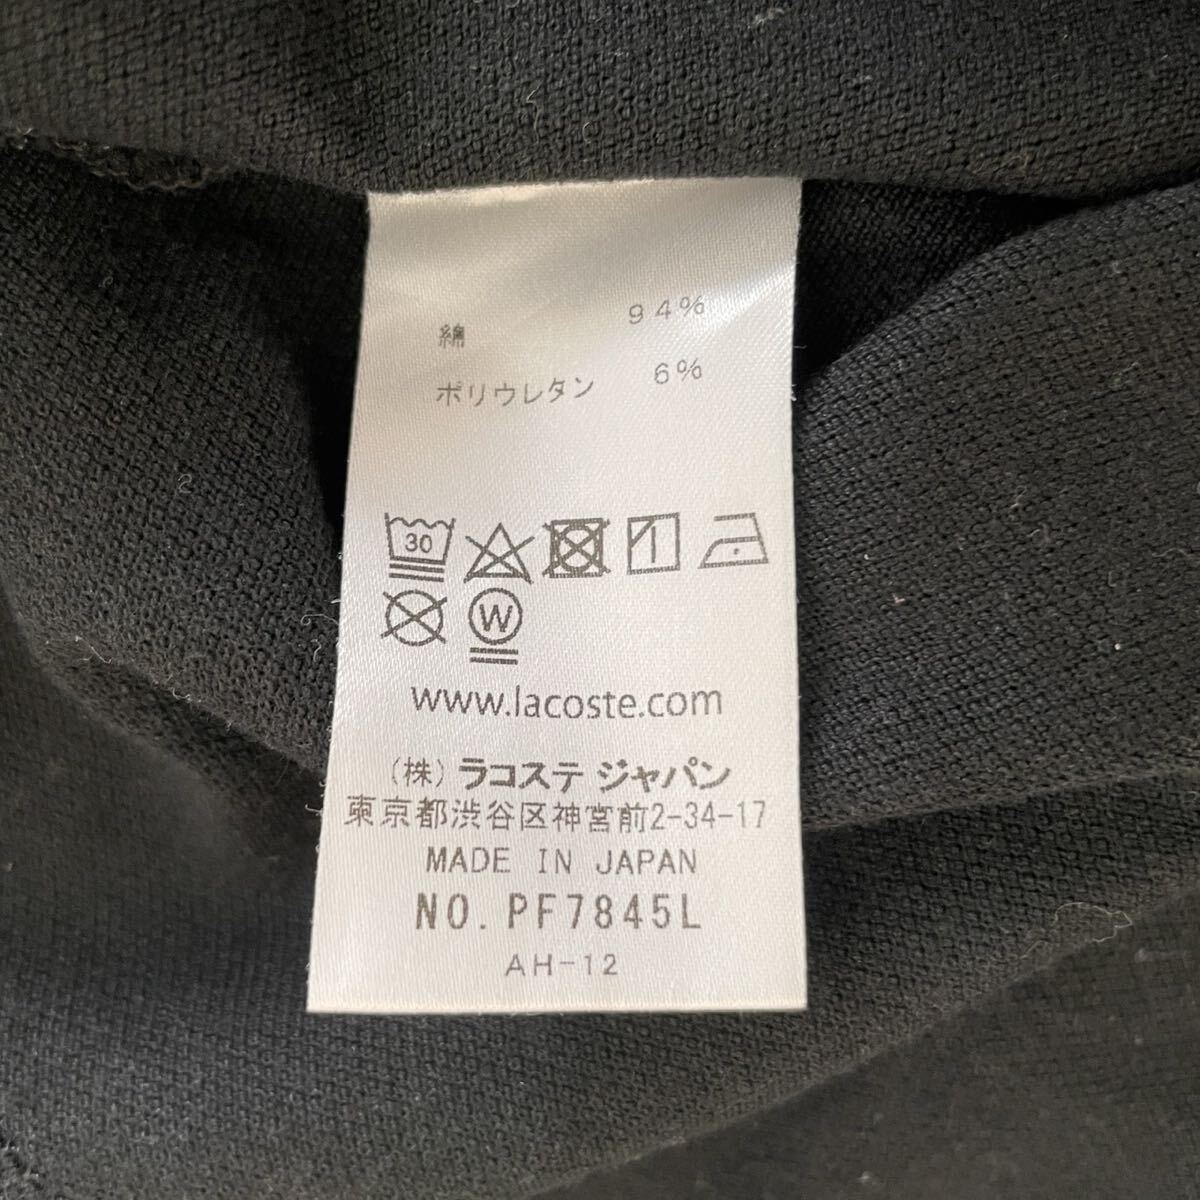 綿 94%
ポリウレタン 6%
30
W
www.lacoste.com
(株) ラコステ ジャパン
東京都渋谷区神宮前2-34-17
MADE IN JAPAN
NO. PF7845L
AH-12